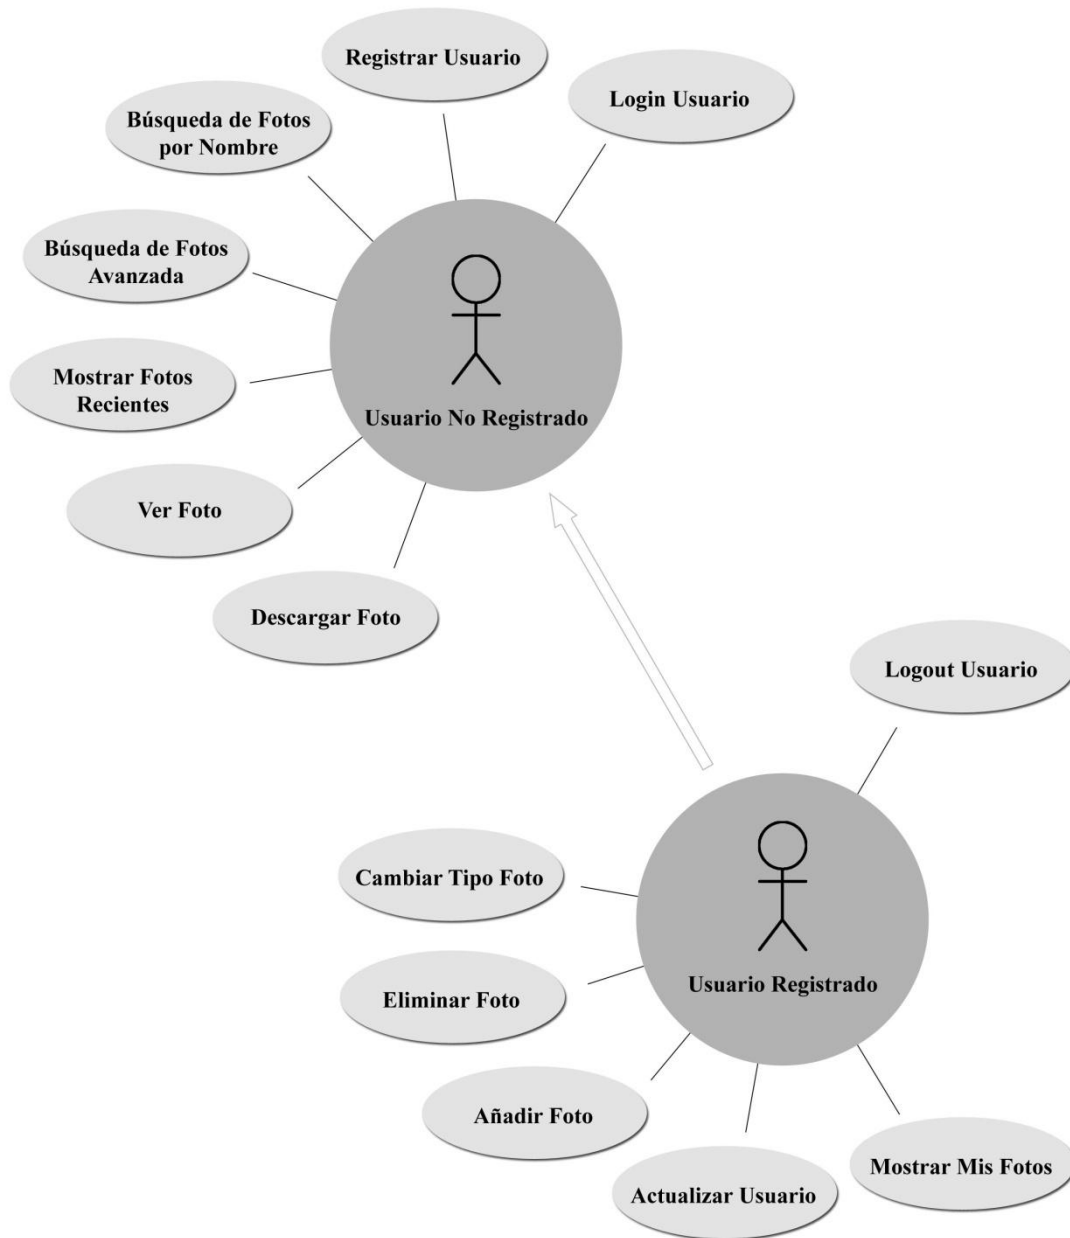 Registrar Usuario
Login Usuario
Búsqueda de Fotos
por Nombre
Búsqueda de Fotos
Avanzada
Mostrar Fotos
Recientes
Usuario No Registrado
Ver Foto
Descargar Foto
Logout Usuario
Cambiar Tipo Foto
Usuario Registrado
Eliminar Foto
Añadir Foto
Mostrar Mis Fotos
Actualizar Usuario